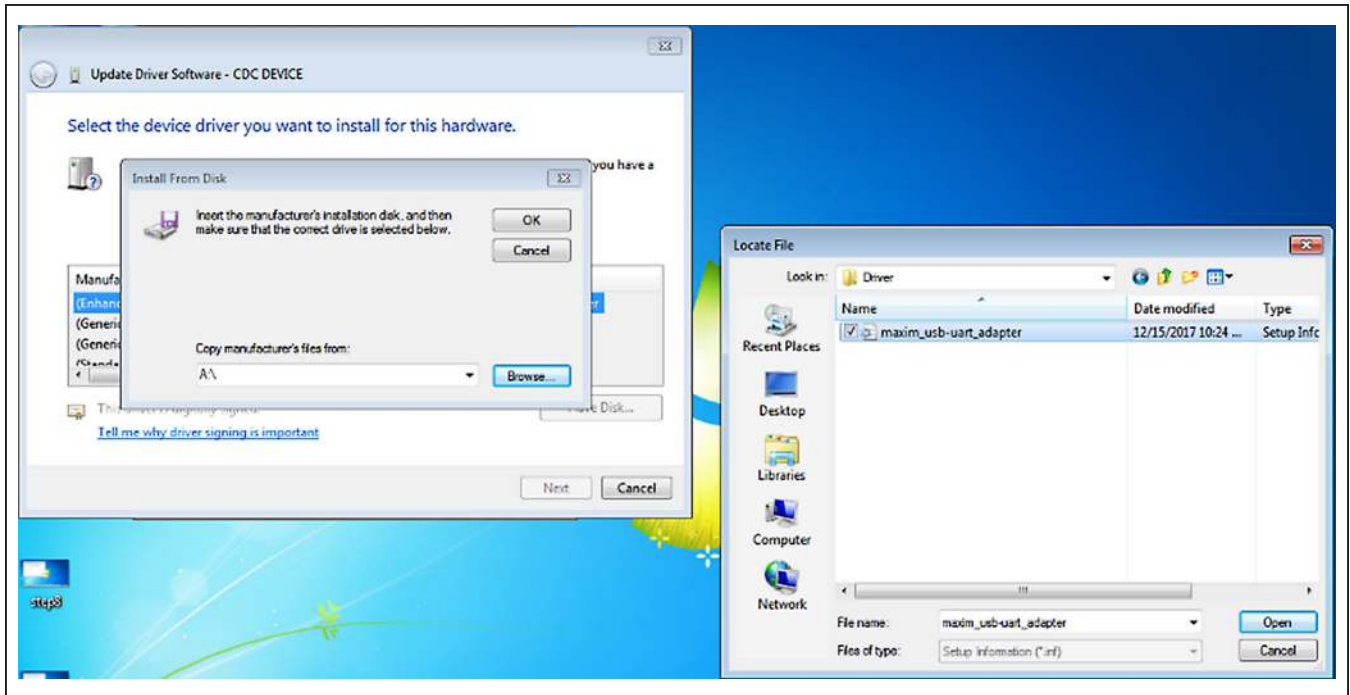 Update Driver Software - CDC DEVICE
Select the device driver you want to install for this hardware.
you have a
Install From Disk
Insert the manufacturer's installation disk, and then
make sure that the correct drive is selected below.
OK
Cancel
Manufa
(Enhanc
r
(Generi
(Generi
Copy manufacturer's files from:
A:\
Browse...
Disk...
Tell me why driver signing is important
Next
Cancel
step8
Locate File
Look in:
Driver
Name
Date modified
Type
maxim_usb-uart_adapter
12/15/2017 10:24 ...
Setup Infc
Recent Places
Desktop
Libraries
Computer
Network
File name:
maxim_usb-uart_adapter
Open
Files of type:
Setup Information (*.inf)
Cancel